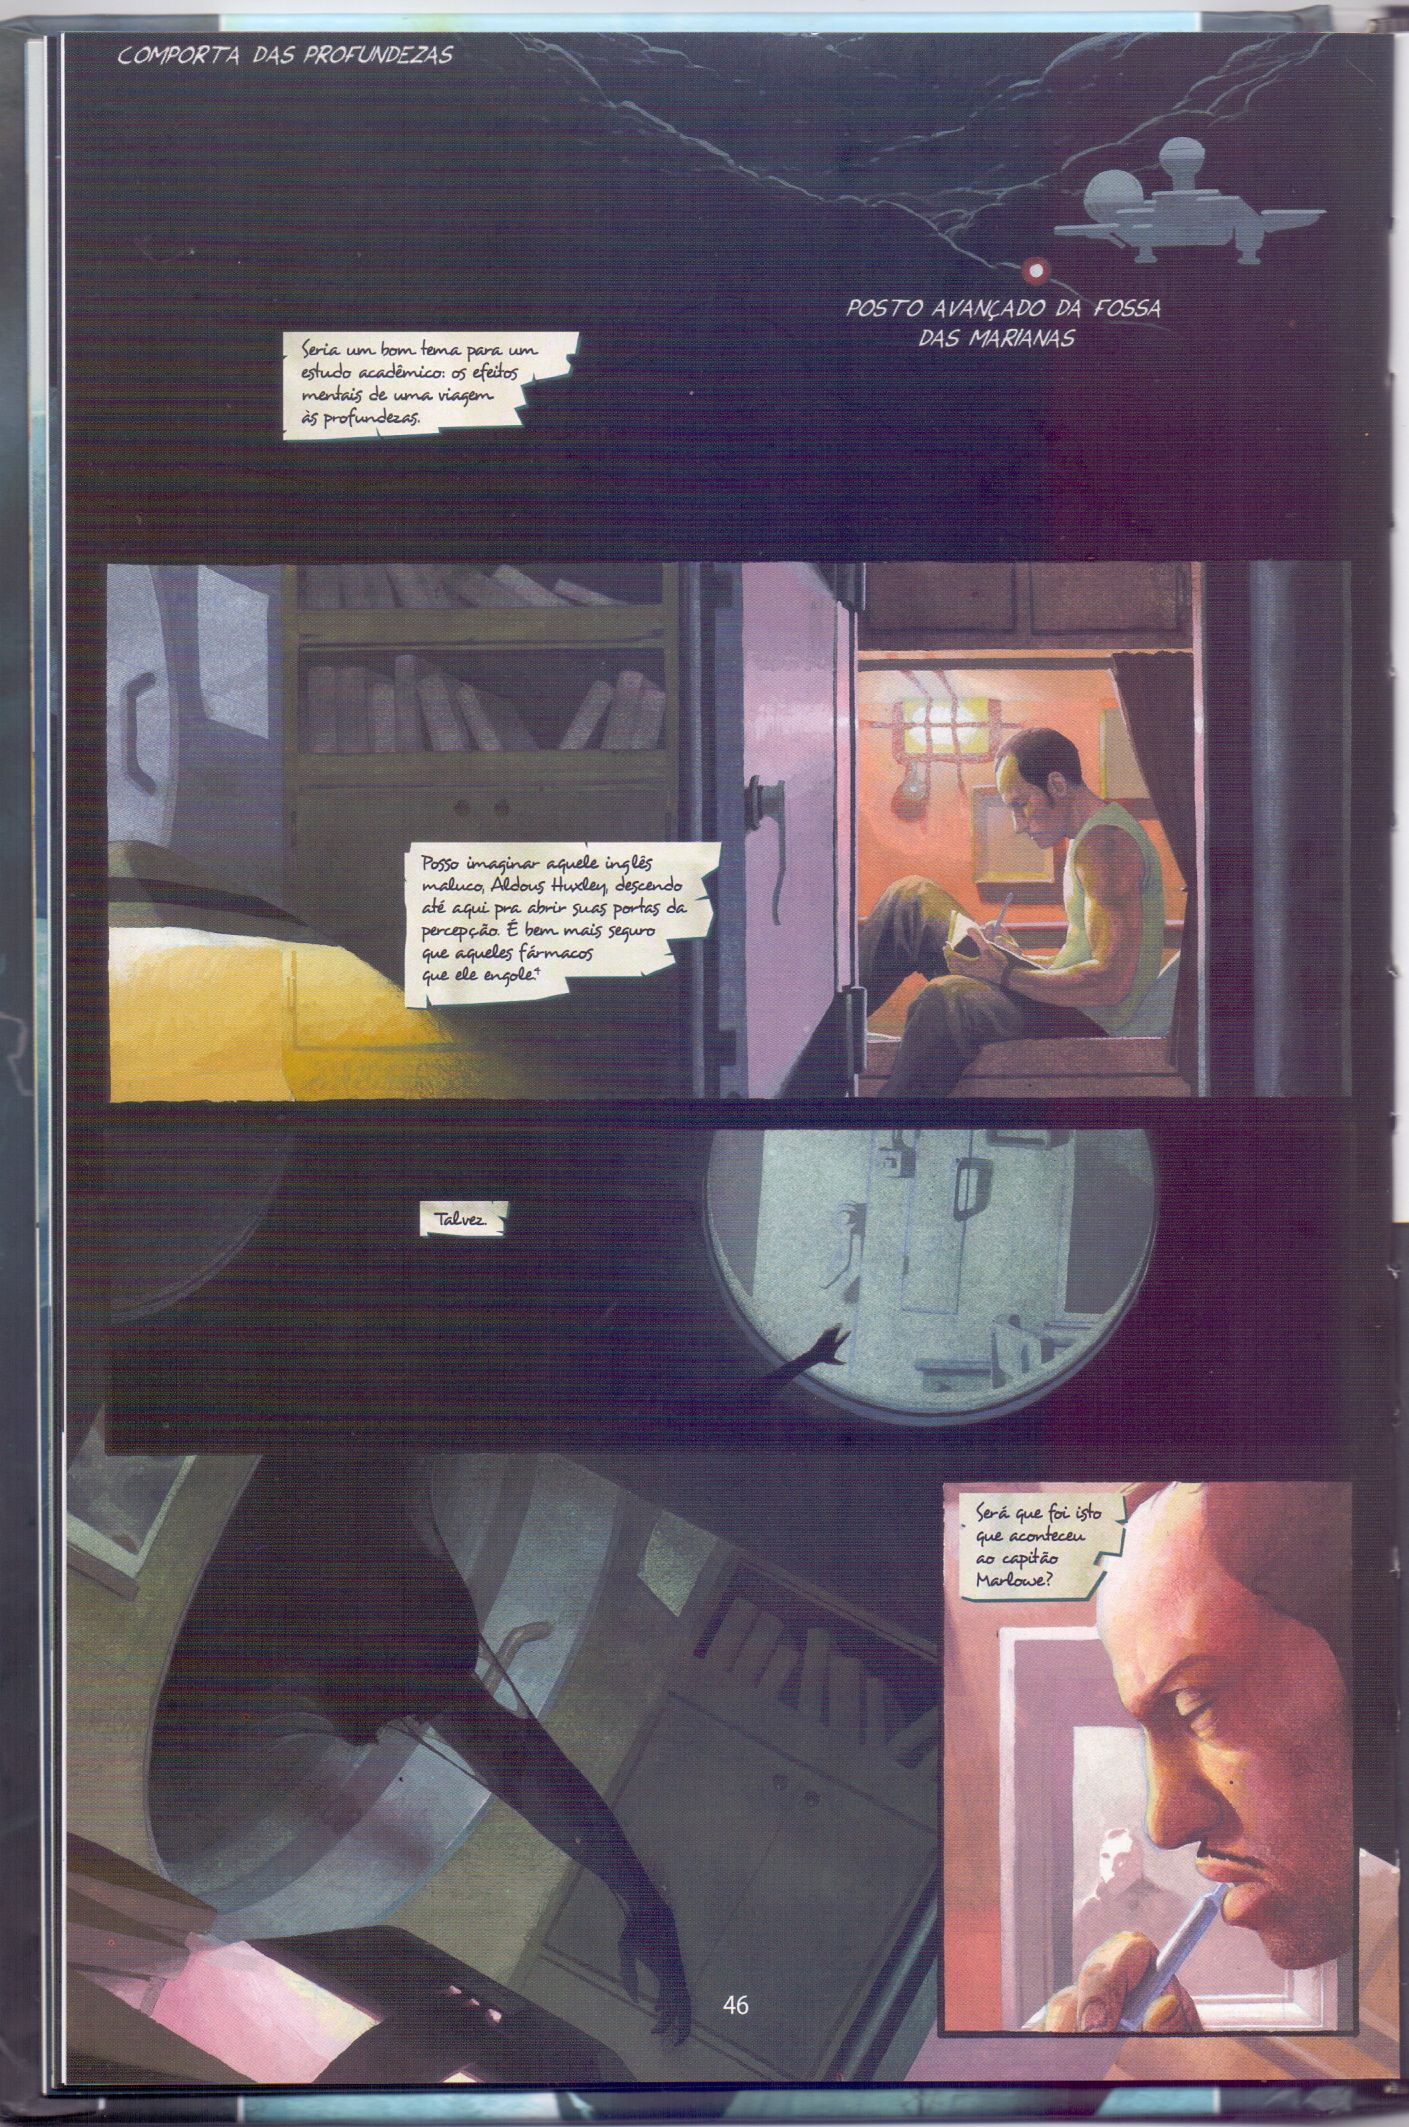 COMPORTA DAS PROFUNDEZAS
POSTO AVANÇADO DA FOSSA
DAS MARIANAS
Seria um bom tema para um
estudo acadêmico: os efeitos
mentais de uma viagem
às profundezas.
Posso imaginar aquele inglês
maluco, Aldous Huxley, descendo
até aqui pra abrir suas portas da
percepção. É bem mais seguro
que aqueles fármacos
que ele engole.⁴
Talvez.
Será que foi isto
que aconteceu
ao capitão
Marlowe?
46